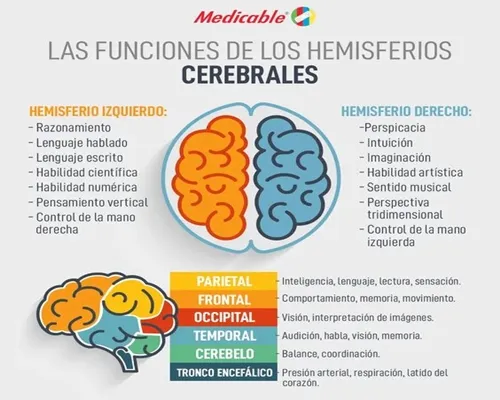 Medicable
LAS FUNCIONES DE LOS HEMISFERIOS
CEREBRALES
HEMISFERIO IZQUIERDO:
- Razonamiento
- Lenguaje hablado
- Lenguaje escrito
- Habilidad científica
- Habilidad numérica
- Pensamiento vertical
- Control de la mano
derecha
HEMISFERIO DERECHO:
-Perspicacia
- Intuición
- Imaginación
- Habilidad artística
- Sentido musical
- Perspectiva
tridimensional
- Control de la mano
izquierda
PARIETAL - Inteligencia, lenguaje, lectura, sensación.
FRONTAL - Comportamiento, memoria, movimiento.
OCCIPITAL - Visión, interpretación de imágenes.
TEMPORAL - Audición, habla, visión, memoria.
CEREBELO - Balance, coordinación.
TRONCO ENCEFÁLICO - Presión arterial, respiración, latido del
corazón.